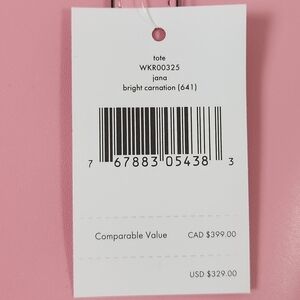 tote
WKR00325
jana
bright carnation (641)
7 67883 05438 3
Comparable Value CAD $399.00
USD $329.00